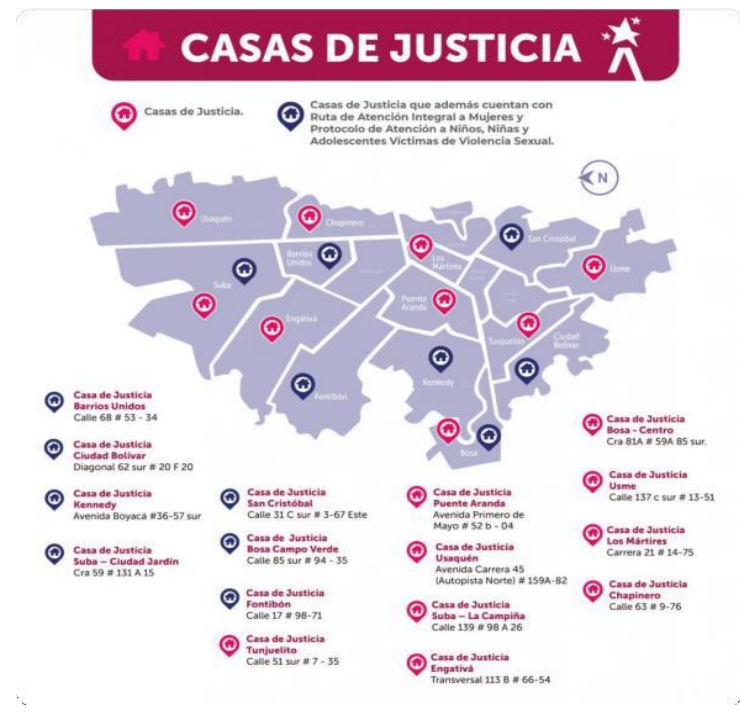 CASAS DE JUSTICIA
Casas de Justicia.
Casas de Justicia que además cuentan con
Ruta de Atención Integral a Mujeres y
Protocolo de Atención a Niños, Niñas y
Adolescentes Víctimas de Violencia Sexual.
N
Usaquén
Chapinero
San Cristóbal
Barrios
Unidos
Los
Mártires
Usme
Suba
Puente
Aranda
Engativá
Tunjuelito
Ciudad
Bolívar
Kennedy
Fontibón
Bosa
Casa de Justicia
Barrios Unidos
Calle 68 # 53 - 34
Casa de Justicia
Ciudad Bolívar
Diagonal 62 sur # 20 F 20
Casa de Justicia
Kennedy
Avenida Boyacá #36-57 sur
Casa de Justicia
Suba – Ciudad Jardín
Cra 59 # 131 A 15
Casa de Justicia
San Cristóbal
Calle 31 C sur # 3-67 Este
Casa de Justicia
Bosa Campo Verde
Calle 85 sur # 94 - 35
Casa de Justicia
Fontibón
Calle 17 # 98-71
Casa de Justicia
Tunjuelito
Calle 51 sur # 7 - 35
Casa de Justicia
Puente Aranda
Avenida Primero de
Mayo # 52 b - 04
Casa de Justicia
Usaquén
Avenida Carrera 45
(Autopista Norte) # 159A-82
Casa de Justicia
Suba – La Campiña
Calle 139 # 98 A 26
Casa de Justicia
Engativá
Transversal 113 B # 66-54
Casa de Justicia
Bosa - Centro
Cra 81A # 59A 85 sur.
Casa de Justicia
Usme
Calle 137 c sur # 13-51
Casa de Justicia
Los Mártires
Carrera 21 # 14-75
Casa de Justicia
Chapinero
Calle 63 # 9-76